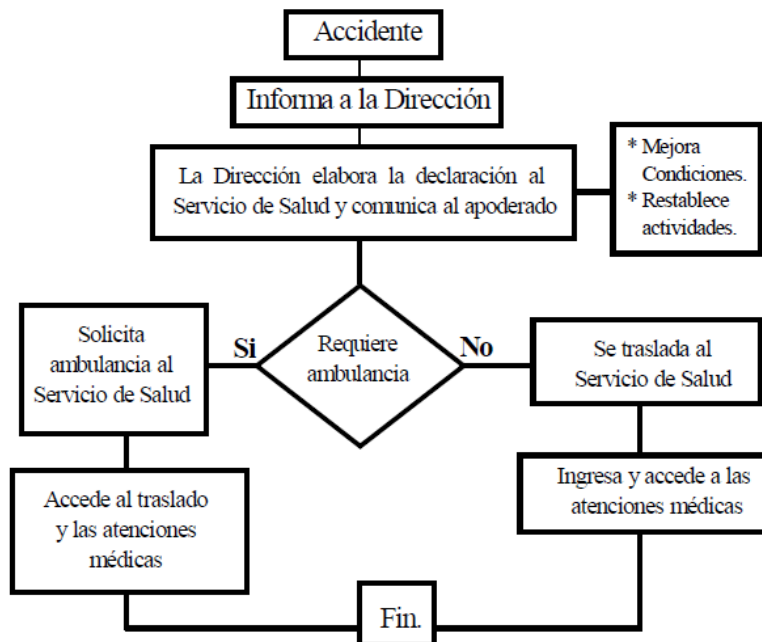 Accidente
Informa a la Dirección
La Dirección elabora la declaración al
Servicio de Salud y comunica al apoderado
* Mejora
Condiciones.
* Restablece
actividades.
Requiere
ambulancia
Si
No
Solicita
ambulancia al
Servicio de Salud
Se traslada al
Servicio de Salud
Accede al traslado
y las atenciones
médicas
Ingresa y accede a las
atenciones médicas
Fin.